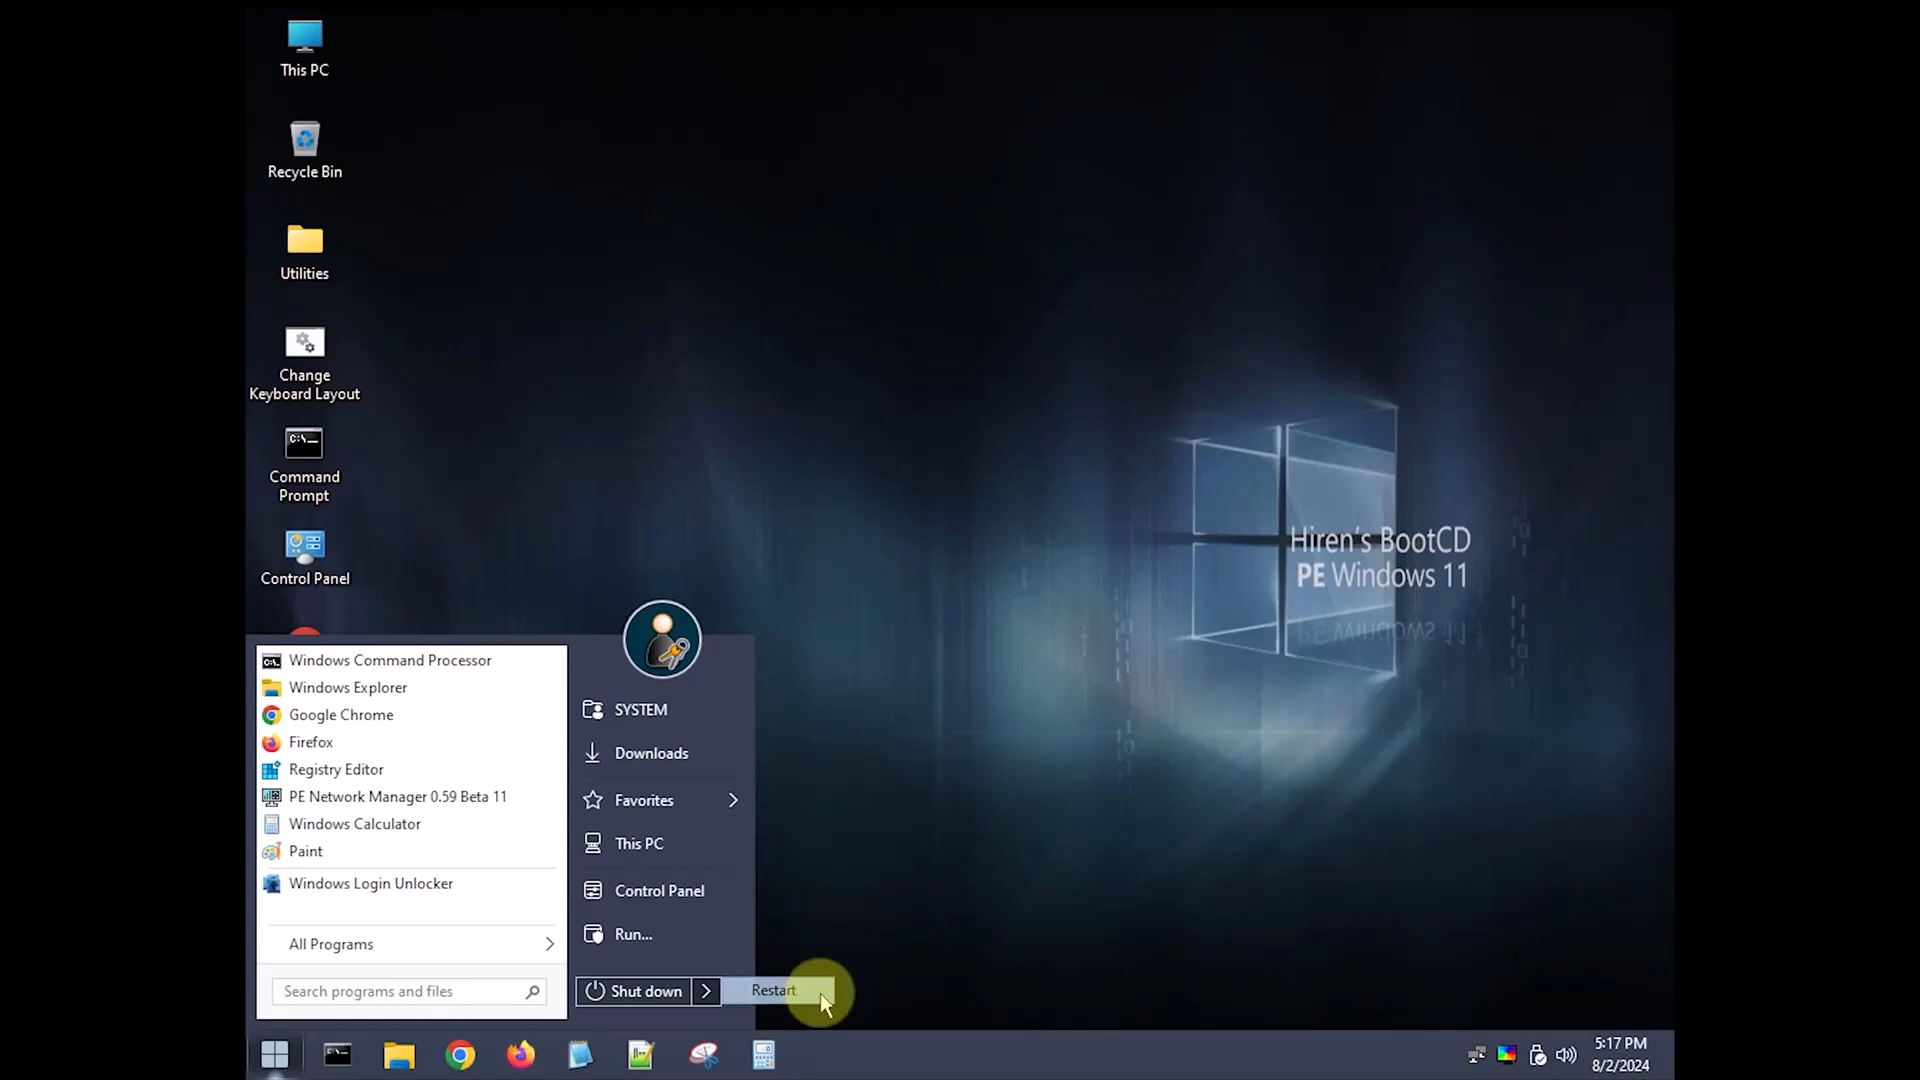 This PC
Recycle Bin
Utilities
Change
Keyboard Layout
Command
Prompt
Control Panel
Hiren's BootCD
PE Windows 11
Windows Command Processor
Windows Explorer
Google Chrome
Firefox
Registry Editor
PE Network Manager 0.59 Beta 11
Windows Calculator
Paint
Windows Login Unlocker
All Programs
Search programs and files
SYSTEM
Downloads
Favorites
This PC
Control Panel
Run...
Shut down
Restart
5:17 PM
8/2/2024